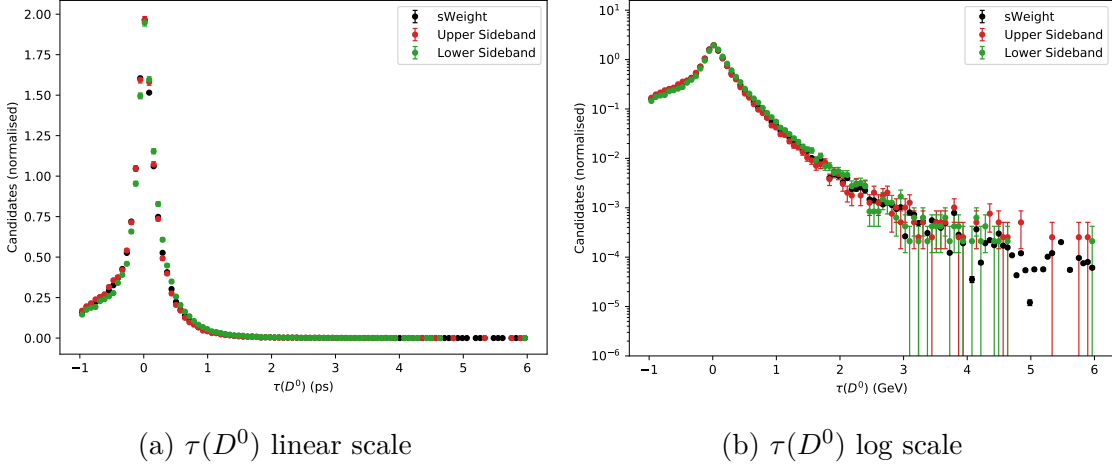 2.00
1.75
1.50
1.25
1.00
0.75
0.50
0.25
0.00
Candidates (normalised)
sWeight
Upper Sideband
Lower Sideband
−1 0 1 2 3 4 5 6
τ(D⁰) (ps)
(a) τ(D⁰) linear scale
10¹
10⁰
10⁻¹
10⁻²
10⁻³
10⁻⁴
10⁻⁵
10⁻⁶
Candidates (normalised)
sWeight
Upper Sideband
Lower Sideband
−1 0 1 2 3 4 5 6
τ(D⁰) (GeV)
(b) τ(D⁰) log scale